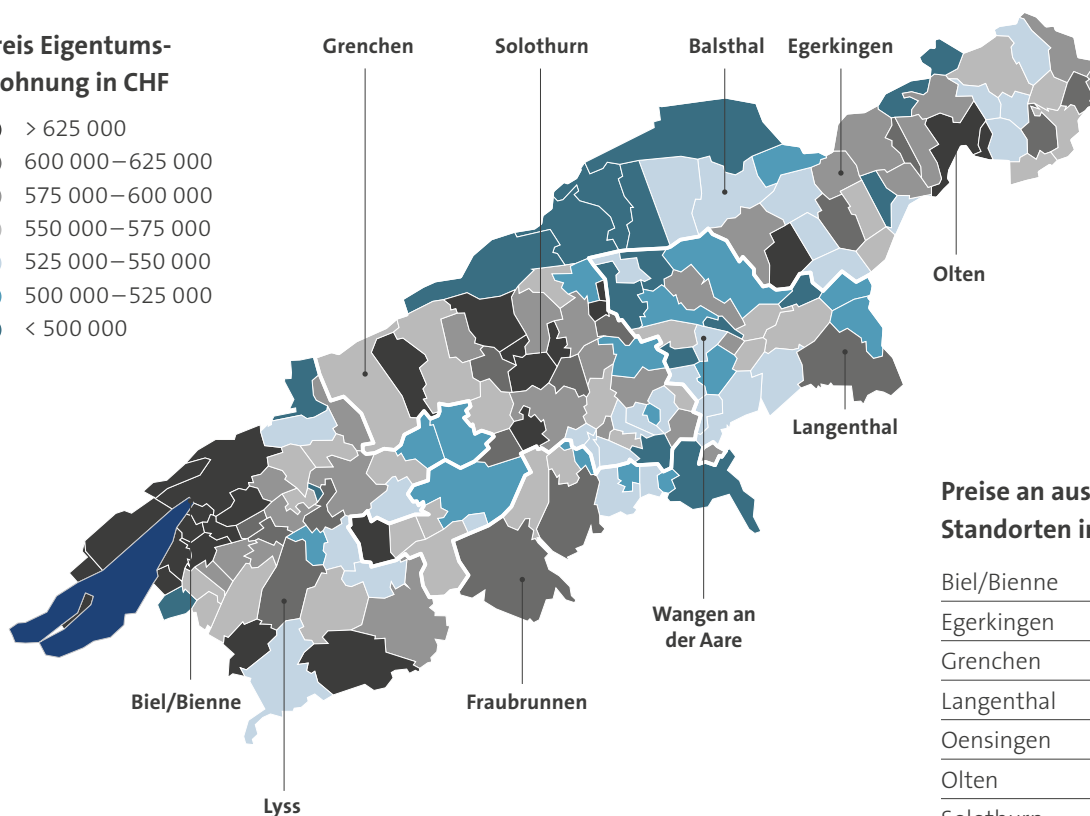 reis Eigentums-
ohnung in CHF
> 625 000
600 000–625 000
575 000–600 000
550 000–575 000
525 000–550 000
500 000–525 000
< 500 000
Grenchen
Solothurn
Balsthal
Egerkingen
Olten
Langenthal
Wangen an
der Aare
Fraubrunnen
Biel/Bienne
Lyss
Preise an aus
Standorten i
Biel/Bienne
Egerkingen
Grenchen
Langenthal
Oensingen
Olten
Solothurn